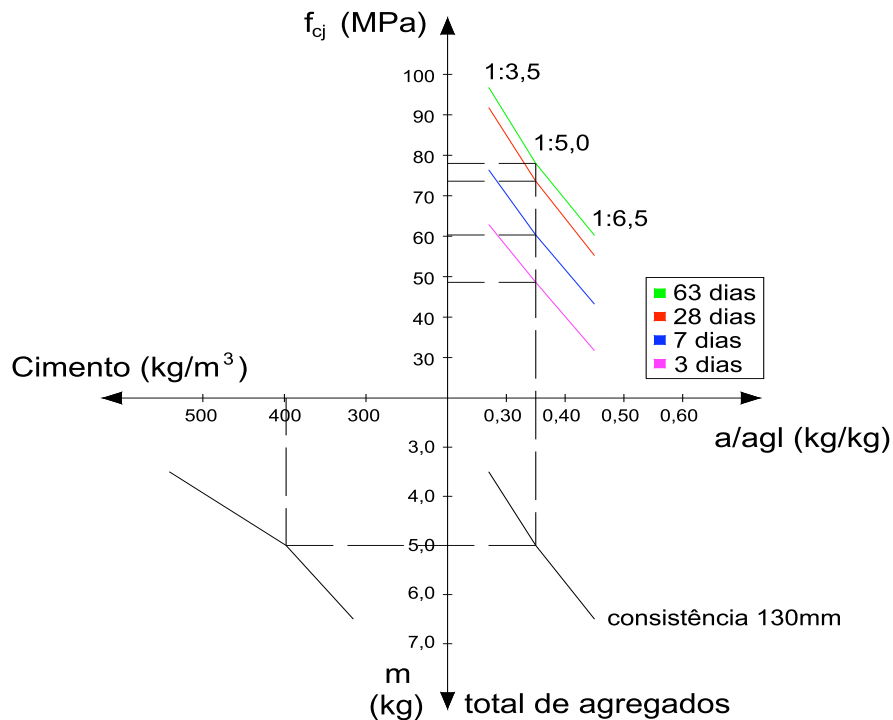 f cj (MPa)
100
90
80
70
60
50
40
30
1:3,5
1:5,0
1:6,5
63 dias
28 dias
7 dias
3 dias
Cimento (kg/m³)
500
400
300
0,30
0,40
0,50
0,60
a/agl (kg/kg)
3,0
4,0
5,0
6,0
7,0
consistência 130mm
m
(kg)
total de agregados